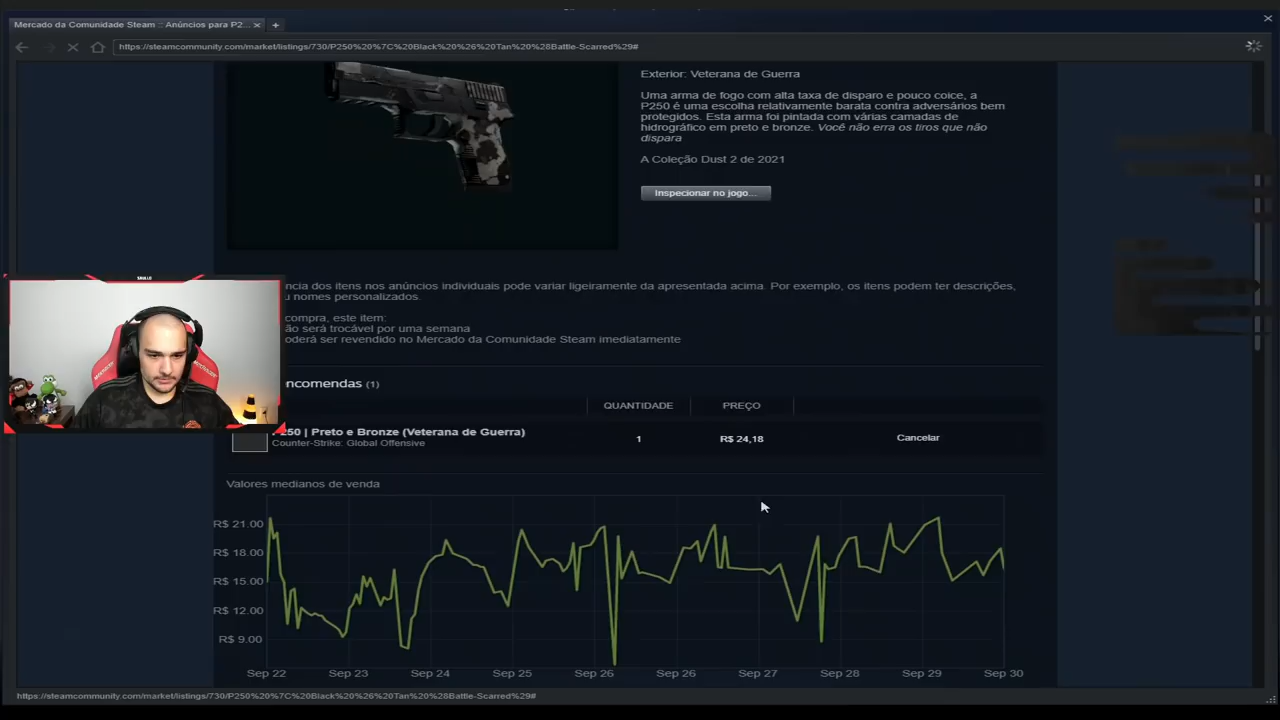 Mercado da Comunidade Steam :: Anúncios para P2...
https://steamcommunity.com/market/listings/730/P250%20%7C%20Black%20%26%20Tan%20%28Battle-Scarred%29#
Exterior: Veterana de Guerra
Uma arma de fogo com alta taxa de disparo e pouco coice, a
P250 é uma escolha relativamente barata contra adversários bem
protegidos. Esta arma foi pintada com várias camadas de
hidrográfico em preto e bronze. Você não erra os tiros que não
dispara
A Coleção Dust 2 de 2021
Inspecionar no jogo...
ncia dos itens nos anúncios individuais pode variar ligeiramente da apresentada acima. Por exemplo, os itens podem ter descrições,
u nomes personalizados.
compra, este item:
ão será trocável por uma semana
oderá ser revendido no Mercado da Comunidade Steam imediatamente
encomendas (1)
QUANTIDADE PREÇO
P250 | Preto e Bronze (Veterana de Guerra)
Counter-Strike: Global Offensive
1 R$ 24,18 Cancelar
Valores medianos de venda
R$ 21.00
R$ 18.00
R$ 15.00
R$ 12.00
R$ 9.00
Sep 22 Sep 23 Sep 24 Sep 25 Sep 26 Sep 26 Sep 27 Sep 28 Sep 29 Sep 30
https://steamcommunity.com/market/listings/730/P250%20%7C%20Black%20%26%20Tan%20%28Battle-Scarred%29#